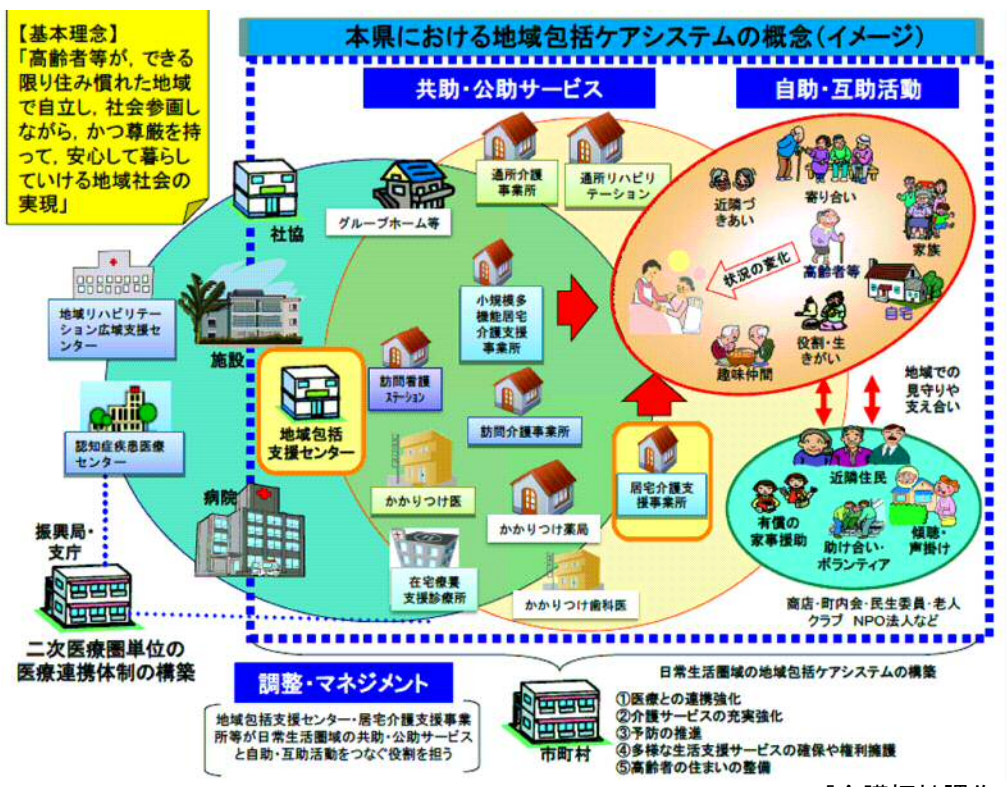 【基本理念】
「高齢者等が，できる
限り住み慣れた地域
で自立し，社会参画し
ながら，かつ尊厳を持
って，安心して暮らし
ていける地域社会の
実現」
本県における地域包括ケアシステムの概念（イメージ）
共助・公助サービス
自助・互助活動
通所介護
事業所
通所リハビリ
テーション
社協
グループホーム等
近隣づ
きあい
寄り合い
家族
状況の変化
高齢者等
自宅
役割・生
きがい
趣味仲間
地域リハビリテー
ション広域支援セ
ンター
施設
小規模多
機能居宅
介護支援
事業所
訪問看護
ステーション
地域包括
支援センター
訪問介護事業所
認知症疾患医療
センター
地域での
見守りや
支え合い
病院
かかりつけ医
居宅介護支
援事業所
かかりつけ薬局
近隣住民
有償の
家事援助
助け合い・
ボランティア
傾聴・
声掛け
振興局・
支庁
在宅療養
支援診療所
かかりつけ歯科医
商店・町内会・民生委員・老人
クラブ NPO法人など
二次医療圏単位の
医療連携体制の構築
調整・マネジメント
地域包括支援センター・居宅介護支援事業
所等が日常生活圏域の共助・公助サービス
と自助・互助活動をつなぐ役割を担う
市町村
日常生活圏域の地域包括ケアシステムの構築
①医療との連携強化
②介護サービスの充実強化
③予防の推進
④多様な生活支援サービスの確保や権利擁護
⑤高齢者の住まいの整備